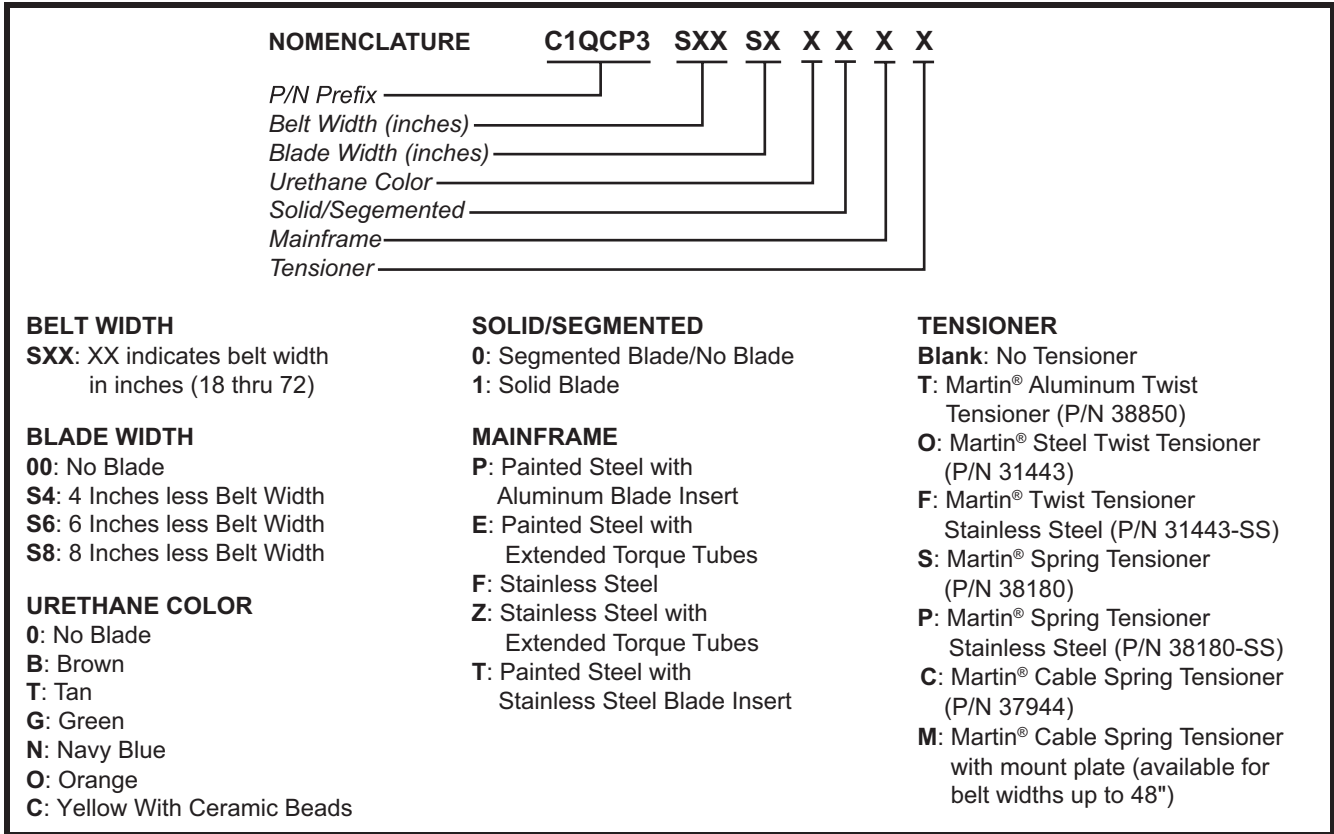 NOMENCLATURE C1QCP3 SXX SX X X X X
P/N Prefix
Belt Width (inches)
Blade Width (inches)
Urethane Color
Solid/Segemented
Mainframe
Tensioner
BELT WIDTH
SXX: XX indicates belt width
in inches (18 thru 72)
BLADE WIDTH
00: No Blade
S4: 4 Inches less Belt Width
S6: 6 Inches less Belt Width
S8: 8 Inches less Belt Width
URETHANE COLOR
0: No Blade
B: Brown
T: Tan
G: Green
N: Navy Blue
O: Orange
C: Yellow With Ceramic Beads
SOLID/SEGMENTED
0: Segmented Blade/No Blade
1: Solid Blade
MAINFRAME
P: Painted Steel with
Aluminum Blade Insert
E: Painted Steel with
Extended Torque Tubes
F: Stainless Steel
Z: Stainless Steel with
Extended Torque Tubes
T: Painted Steel with
Stainless Steel Blade Insert
TENSIONER
Blank: No Tensioner
T: Martin® Aluminum Twist
Tensioner (P/N 38850)
O: Martin® Steel Twist Tensioner
(P/N 31443)
F: Martin® Twist Tensioner
Stainless Steel (P/N 31443-SS)
S: Martin® Spring Tensioner
(P/N 38180)
P: Martin® Spring Tensioner
Stainless Steel (P/N 38180-SS)
C: Martin® Cable Spring Tensioner
(P/N 37944)
M: Martin® Cable Spring Tensioner
with mount plate (available for
belt widths up to 48")